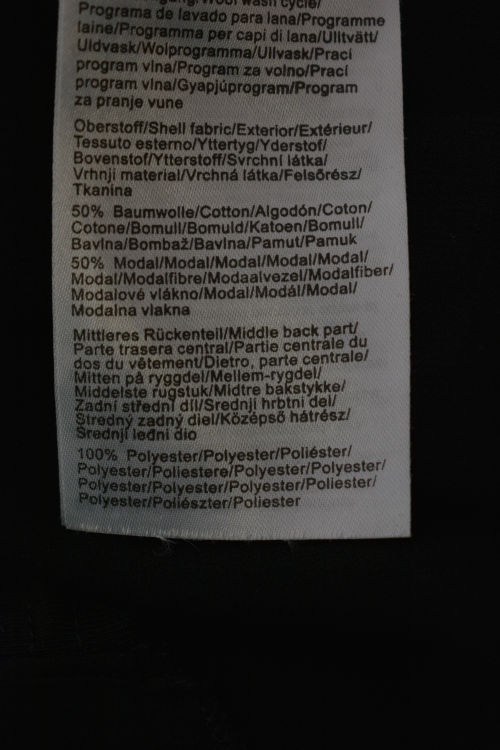 wash cycle/
Programa de lavado para lana/Programme
laine/Programma per capi di lana/Ulltvätt/
Uldvask/Wolprogramma/Ullvask/Prací
program vlna/Program za volno/Prací
program vlna/Gyapjúprogram/Program
za pranje vune
Oberstoff/Shell fabric/Exterior/Extérieur/
Tessuto esterno/Yttertyg/Yderstof/
Bovenstof/Ytterstoff/Svrchní látka/
Vrhnji material/Vrchná látka/Felsőrész/
Tkanina
50% Baumwolle/Cotton/Algodón/Coton/
Cotone/Bomull/Bomuld/Katoen/Bomull/
Bavlna/Bombaž/Bavlna/Pamut/Pamuk
50% Modal/Modal/Modal/Modal/Modal/
Modal/Modalfibre/Modaalvezel/Modalfiber/
Modalové vlákno/Modal/Modál/Modal/
Modalna vlakna
Mittleres Rückenteil/Middle back part/
Parte trasera central/Partie centrale du
dos du vêtement/Dietro, parte centrale/
Mitten på ryggdel/Mellem-rygdel/
Middelste rugstuk/Midtre bakstykke/
Zadní střední díl/Srednji hrbtni del/
Stredný zadný diel/Középső hátrész/
Srednji leđni dio
100% Polyester/Polyester/Poliéster/
Polyester/Poliestere/Polyester/Polyester/
Polyester/Polyester/Polyester/Poliester/
Polyester/Poliészter/Poliester